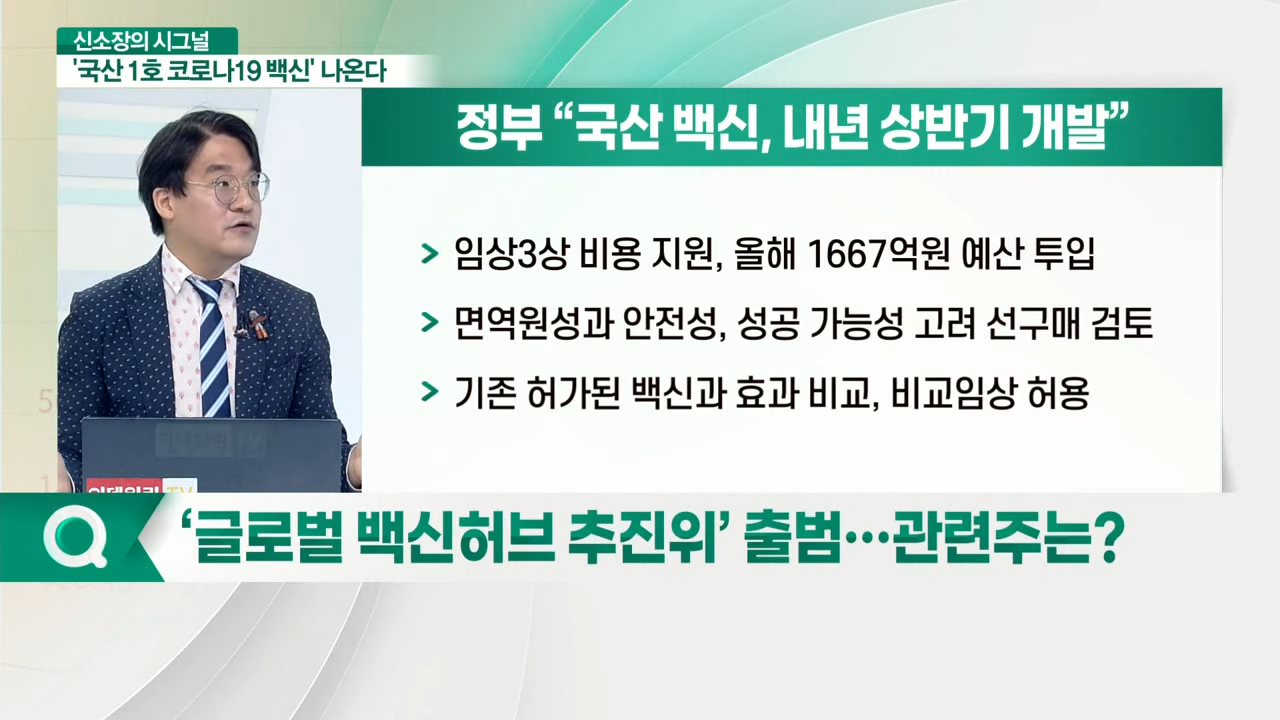 신소장의 시그널
'국산 1호 코로나19 백신' 나온다
정부 “국산 백신, 내년 상반기 개발”
> 임상3상 비용 지원, 올해 1667억원 예산 투입
> 면역원성과 안전성, 성공 가능성 고려 선구매 검토
> 기존 허가된 백신과 효과 비교, 비교임상 허용
Q ‘글로벌 백신허브 추진위’ 출범…관련주는?